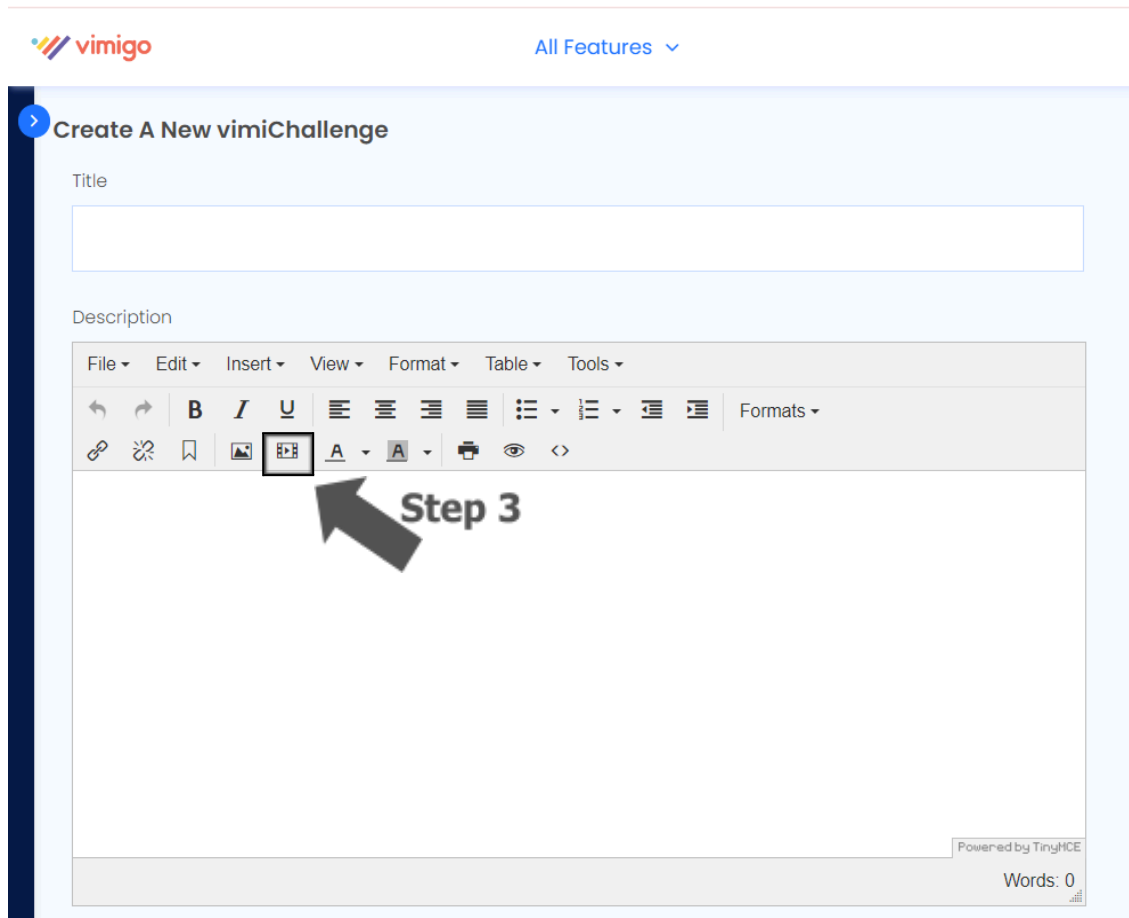 vimigo
All Features
Create A New vimiChallenge
Title
Description
File Edit Insert View Format Table Tools
B I U Formats
A A
Step 3
Powered by TinyMCE
Words: 0